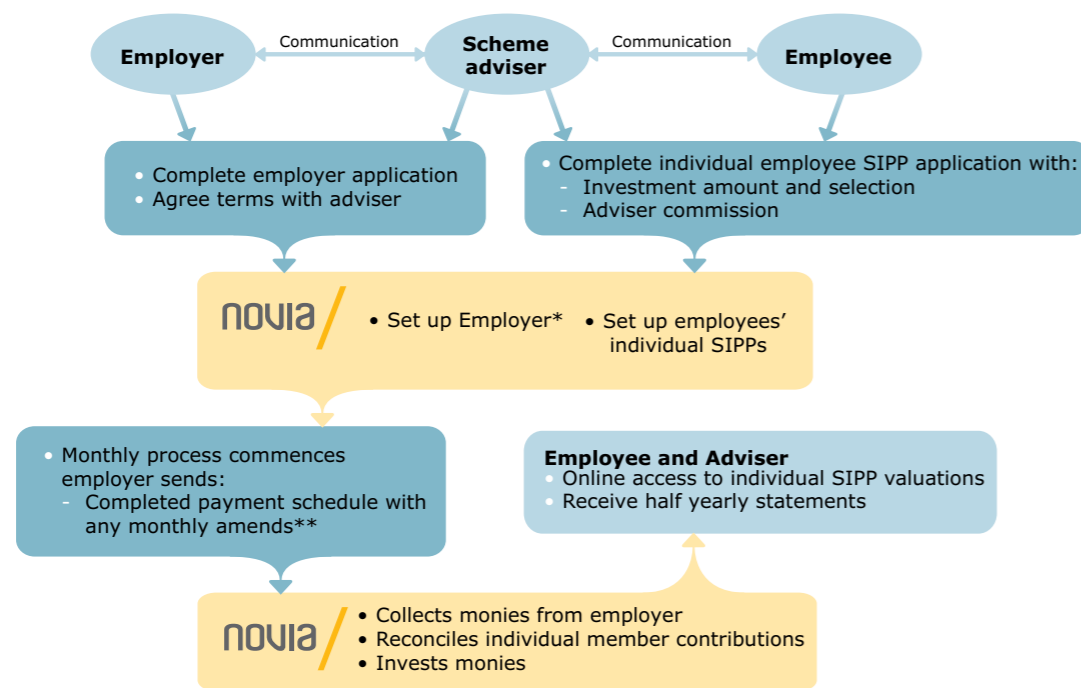 Employer
Communication
Scheme
adviser
Communication
Employee
• Complete employer application
• Agree terms with adviser
• Complete individual employee SIPP application with:
- Investment amount and selection
- Adviser commission
novia
• Set up Employer*
• Set up employees’
individual SIPPs
• Monthly process commences
employer sends:
- Completed payment schedule with
any monthly amends**
Employee and Adviser
• Online access to individual SIPP valuations
• Receive half yearly statements
novia
• Collects monies from employer
• Reconciles individual member contributions
• Invests monies